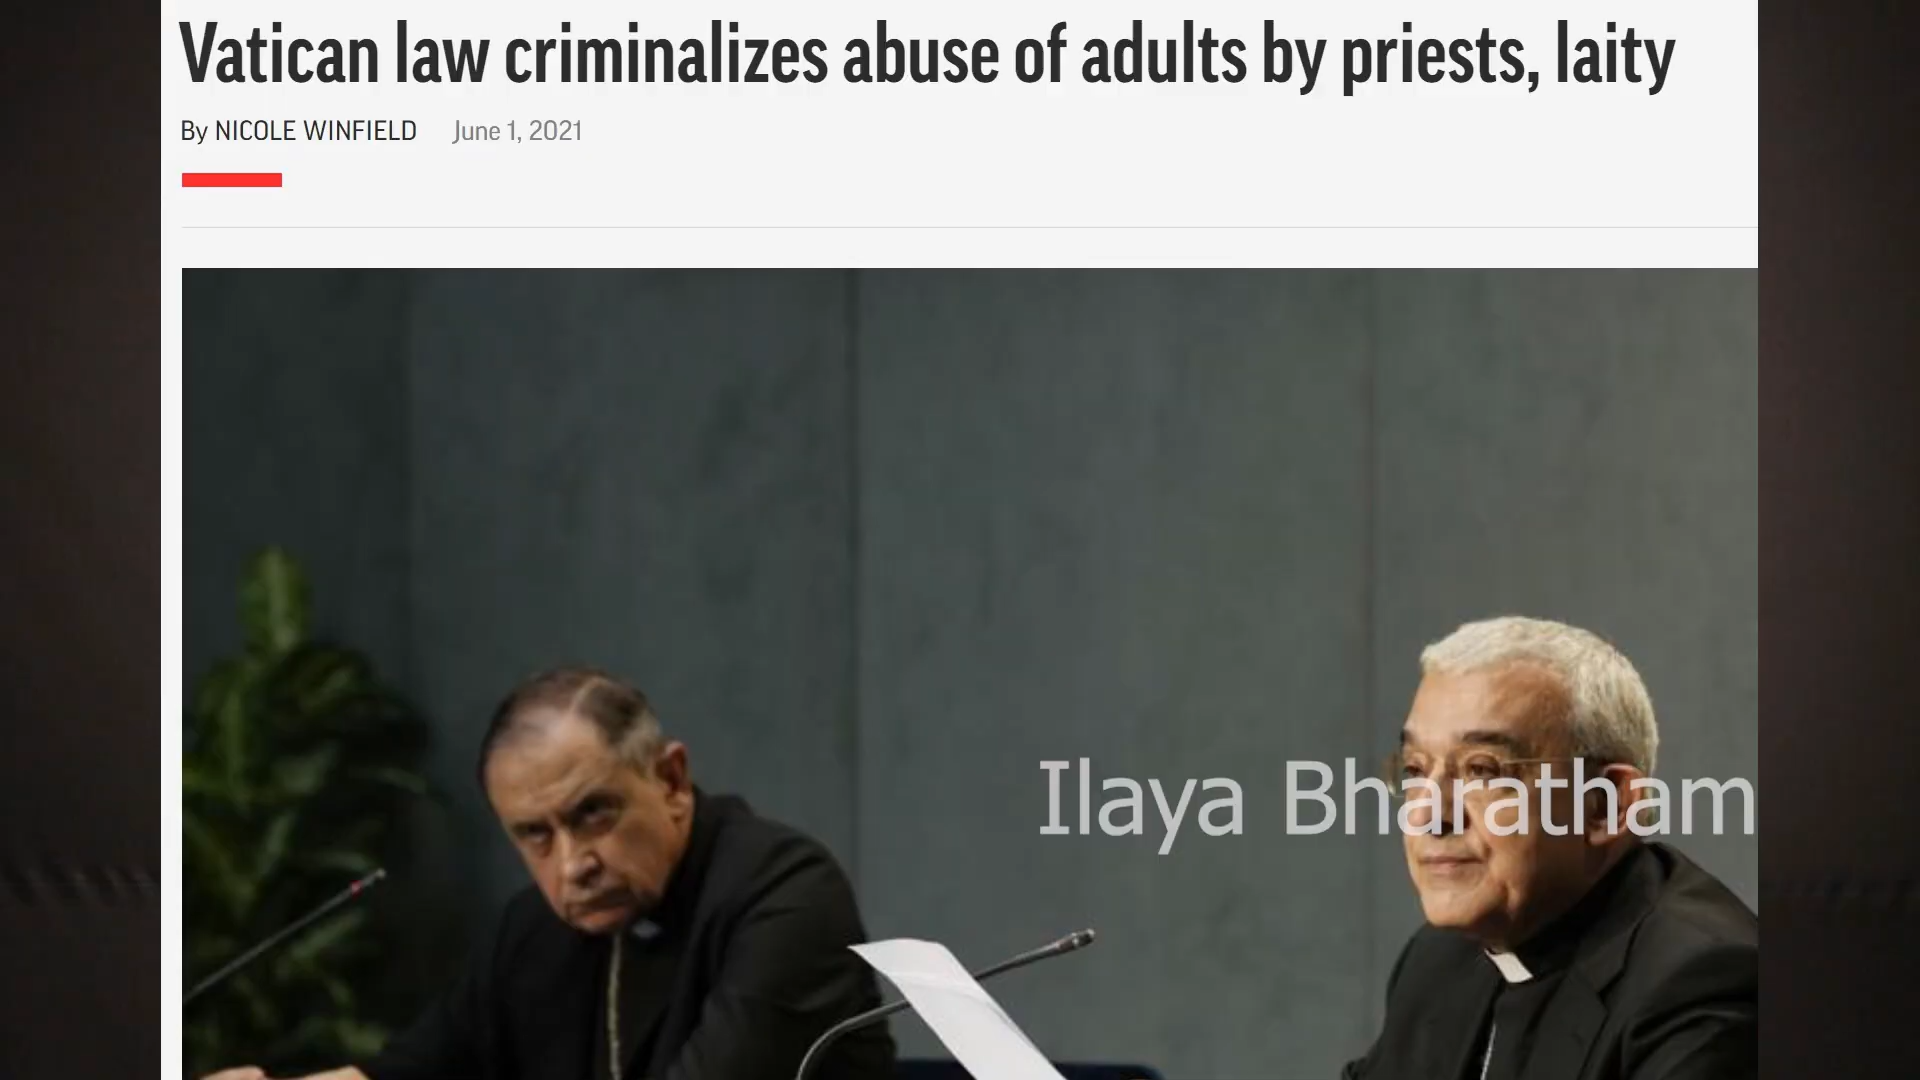 Vatican law criminalizes abuse of adults by priests, laity
By NICOLE WINFIELD June 1, 2021
Ilaya Bharatham